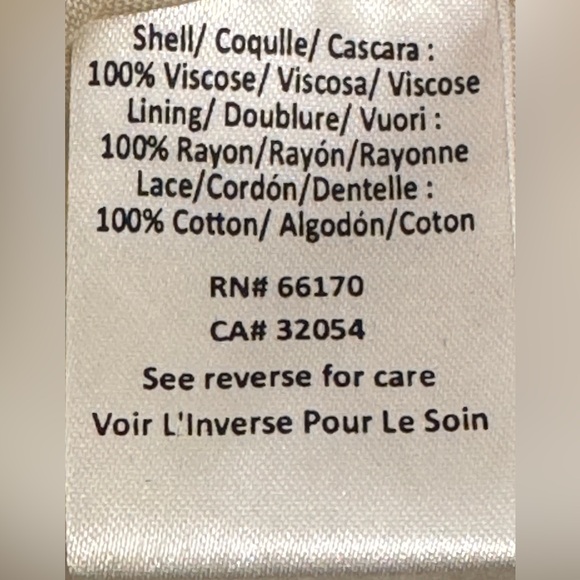 Shell/ Coqulle/ Cascara :
100% Viscose/ Viscosa/ Viscose
Lining/ Doublure/ Vuori :
100% Rayon/Rayón/Rayonne
Lace/Cordón/Dentelle :
100% Cotton/ Algodón/Coton
RN# 66170
CA# 32054
See reverse for care
Voir L'Inverse Pour Le Soin